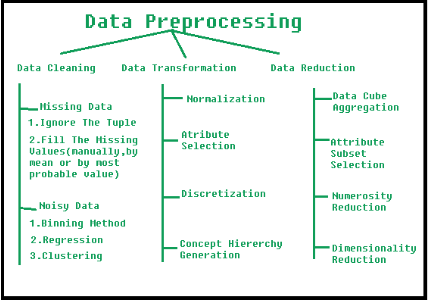 Data Preprocessing
Data Cleaning
Missing Data
1.Ignore The Tuple
2.Fill The Missing
Values(manually,by
mean or by most
probable value)
Noisy Data
1.Binning Method
2.Regression
3.Clustering
Data Transformation
Normalization
Atribute
Selection
Discretization
Concept Hiererchy
Generation
Data Reduction
Data Cube
Aggregation
Attribute
Subset
Selection
Numerosity
Reduction
Dimensionality
Reduction